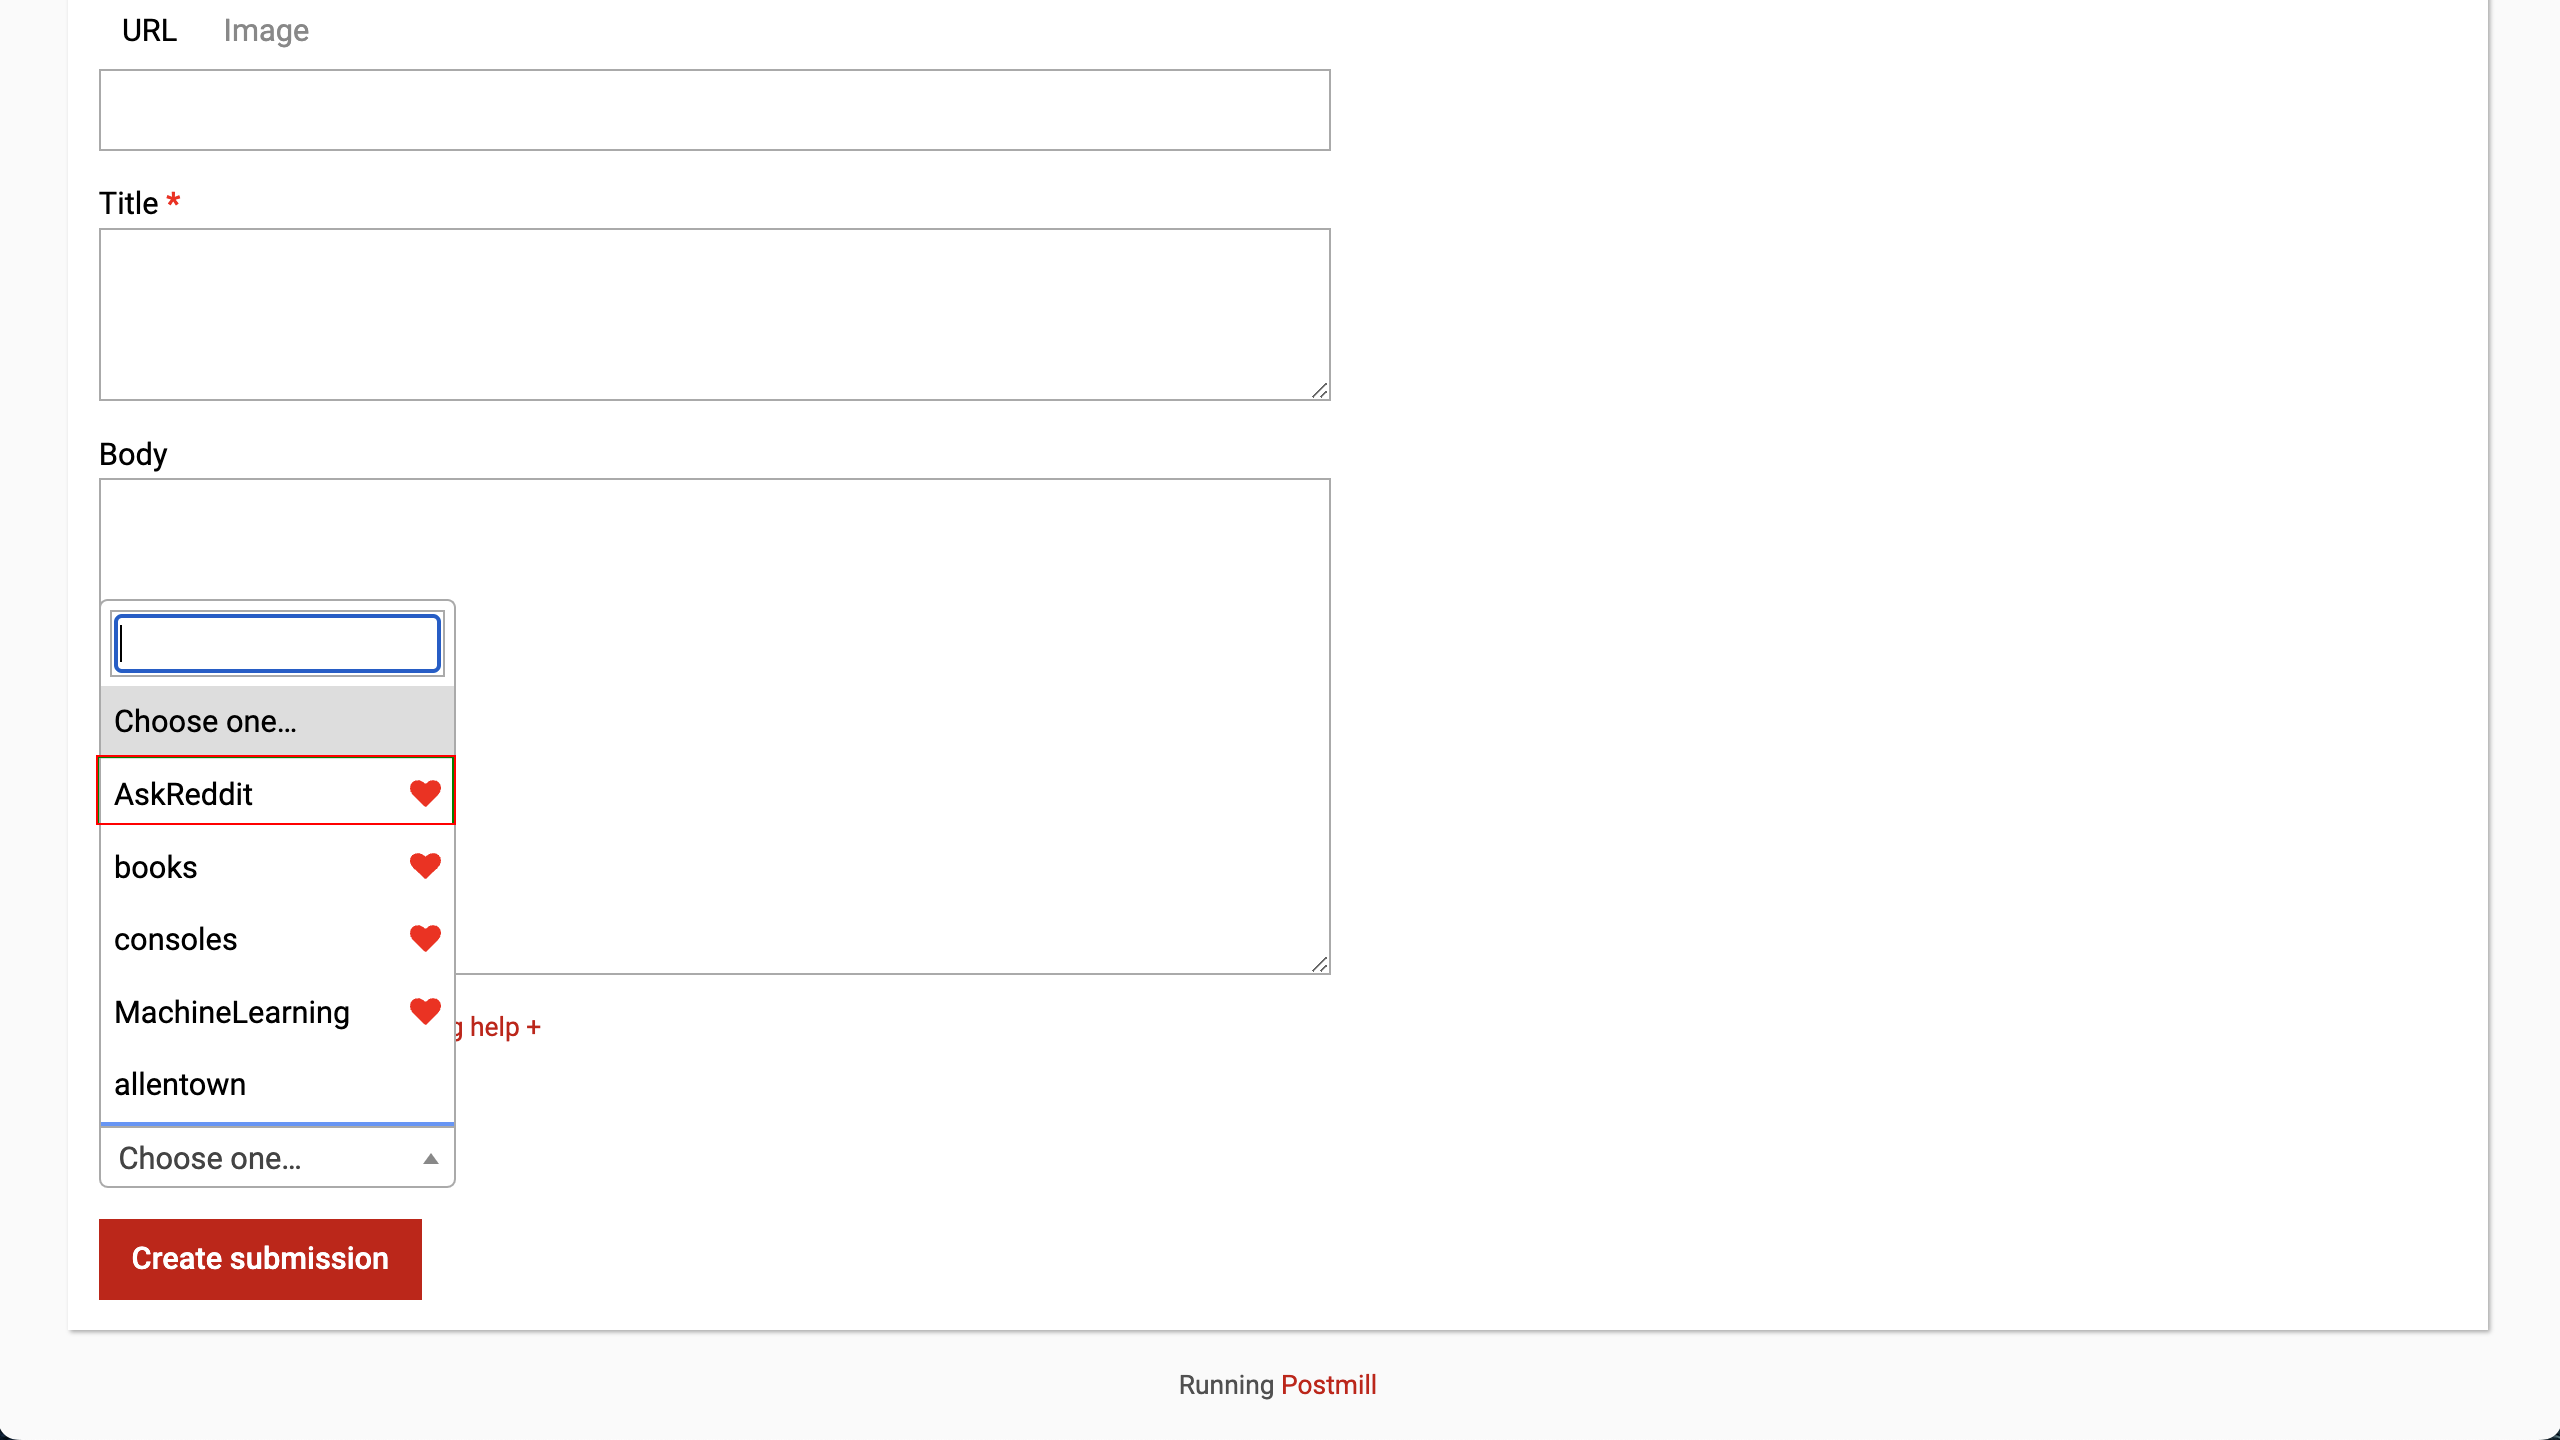 URL Image
Title *
Body
Choose one...
AskReddit
books
consoles
MachineLearning
g help +
allentown
Choose one...
Create submission
Running Postmill